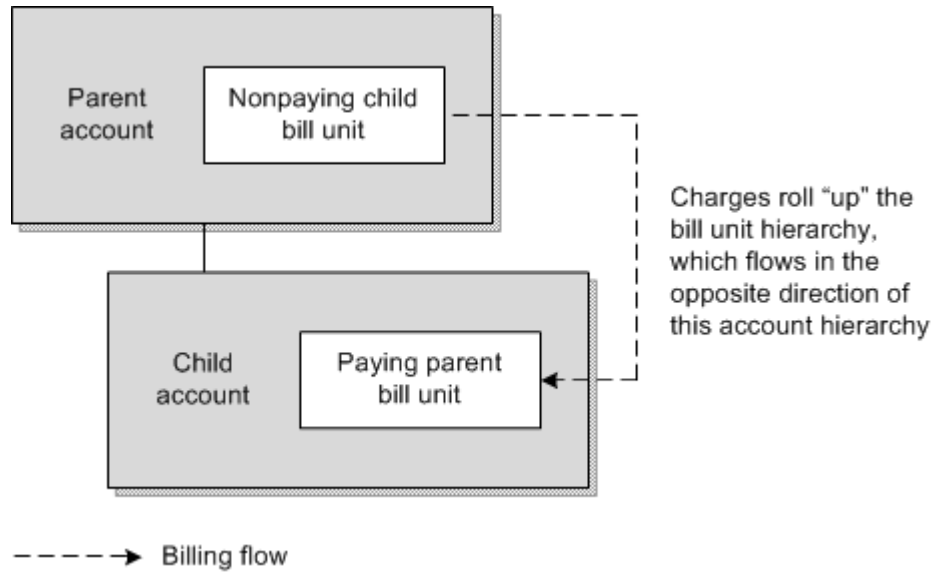 Parent
account
Nonpaying child
bill unit
Charges roll “up" the
bill unit hierarchy,
which flows in the
opposite direction of
this account hierarchy
Child
account
Paying parent
bill unit
Billing flow